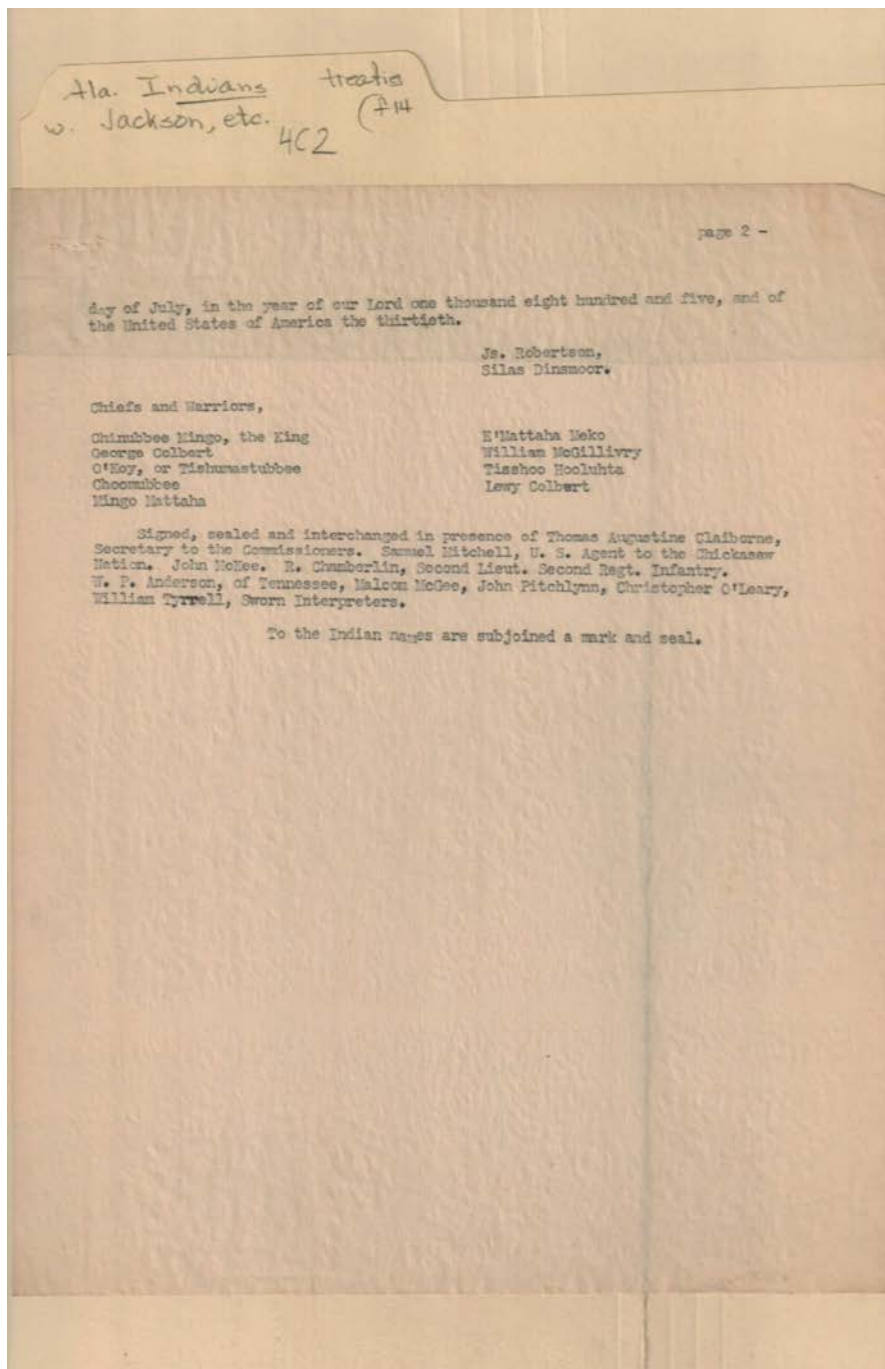 Ala. Indians treaties
w. Jackson, etc. (f14
4C2
page 2 -
day of July, in the year of our Lord one thousand eight hundred and five, and of
the United States of America the thirtieth.
Js. Robertson,
Silas Dinsmoor.
Chiefs and Warriors,
Chinubbee Mingo, the King
George Colbert
O'Koy, or Tishumastubbee
Choomubbee
Mingo Mattaha
E'Mattaha Meko
William McGillivry
Tisshoo Hooluhta
Lewy Colbert
Signed, sealed and interchanged in presence of Thomas Augustine Claiborne,
Secretary to the Commissioners. Samuel Mitchell, U. S. Agent to the Chickasaw
Nation. John McKee. R. Chamberlin, Second Lieut. Second Regt. Infantry.
W. P. Anderson, of Tennessee, Malcom McGee, John Pitchlynn, Christopher O'Leary,
William Tyrrell, Sworn Interpreters.
To the Indian names are subjoined a mark and seal.